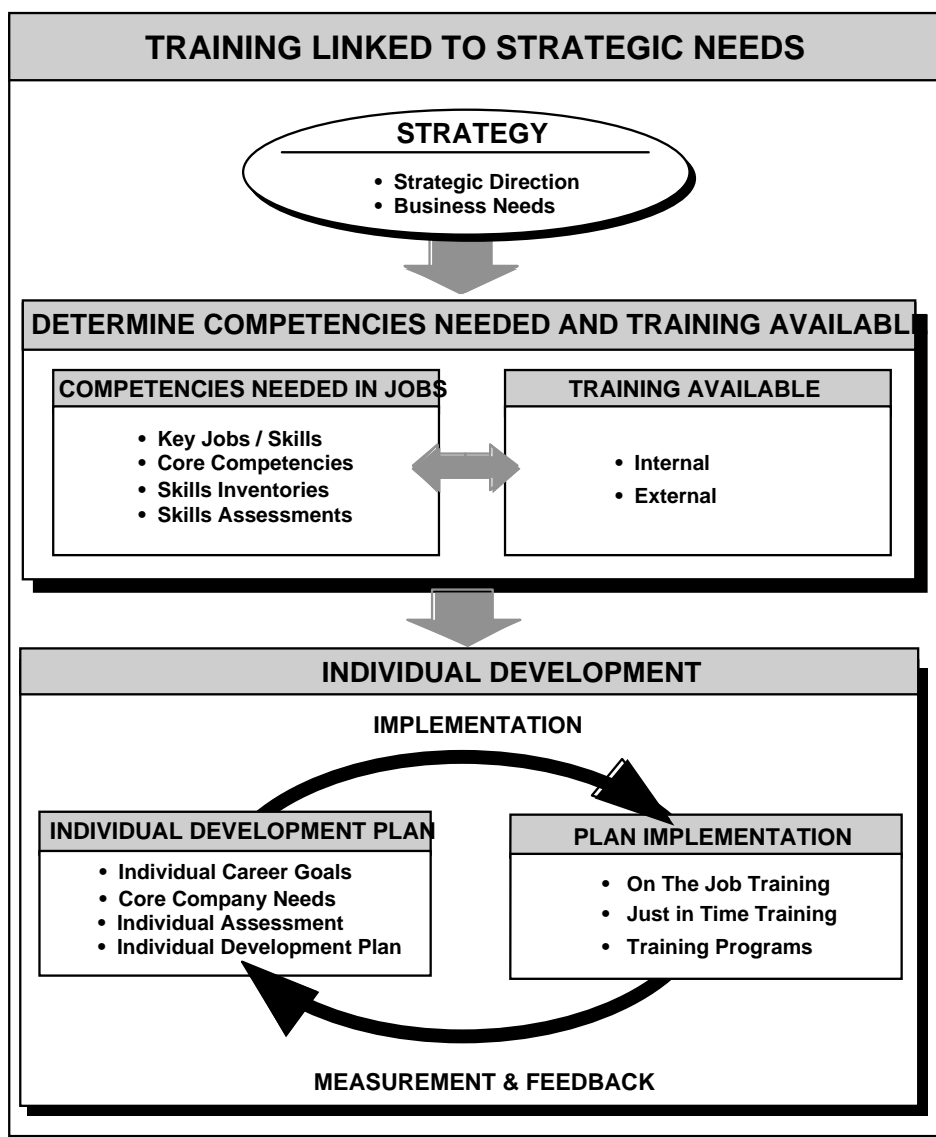 TRAINING LINKED TO STRATEGIC NEEDS
STRATEGY
• Strategic Direction
• Business Needs
DETERMINE COMPETENCIES NEEDED AND TRAINING AVAILABLE
COMPETENCIES NEEDED IN JOBS
• Key Jobs / Skills
• Core Competencies
• Skills Inventories
• Skills Assessments
TRAINING AVAILABLE
• Internal
• External
INDIVIDUAL DEVELOPMENT
IMPLEMENTATION
INDIVIDUAL DEVELOPMENT PLAN
• Individual Career Goals
• Core Company Needs
• Individual Assessment
• Individual Development Plan
PLAN IMPLEMENTATION
• On The Job Training
• Just in Time Training
• Training Programs
MEASUREMENT & FEEDBACK